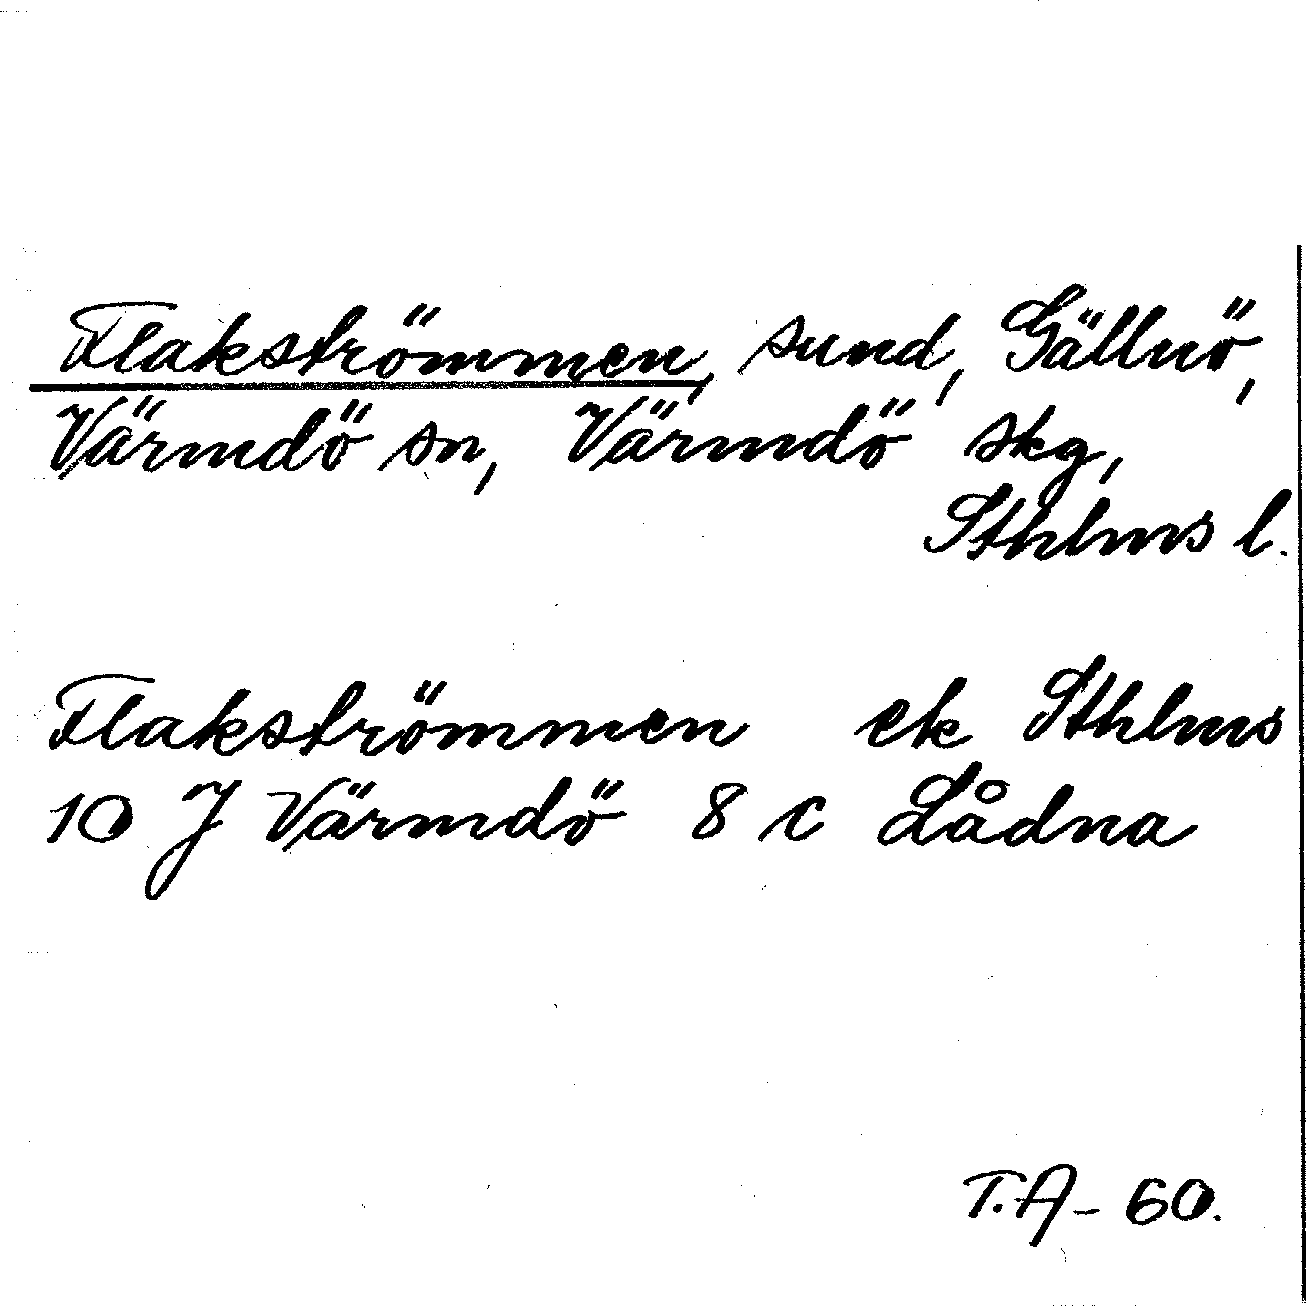 Flakströmmen, sund, Gällnö,
Värmdö sn, Värmdö skg,
Sthlms l.
Flakströmmen ek Sthlms
10 J Värmdö 8 c Lådna
T.A - 60.